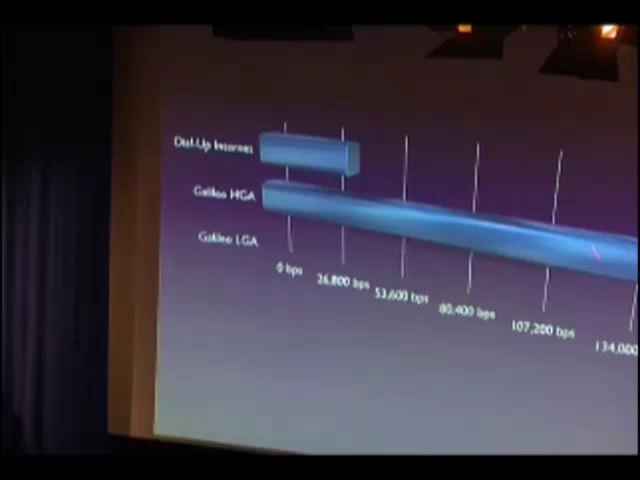 Dial-Up Internet
Galileo HGA
Galileo LGA
0 bps
26,800 bps
53,600 bps
80,400 bps
107,200 bps
134,000